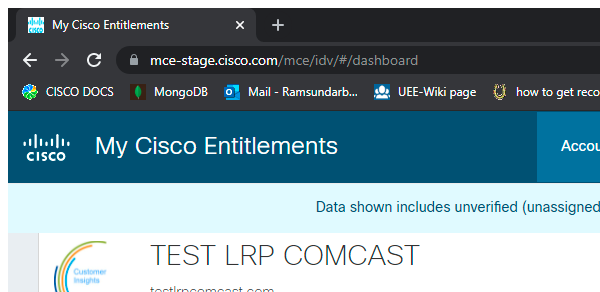 My Cisco Entitlements
mce-stage.cisco.com/mce/idv/#/dashboard
CISCO DOCS
MongoDB
Mail - Ramsundarb...
UEE-Wiki page
how to get reco
CISCO
My Cisco Entitlements
Accou
Data shown includes unverified (unassigned
Customer
Insights
TEST LRP COMCAST
testlrpcomcast.com